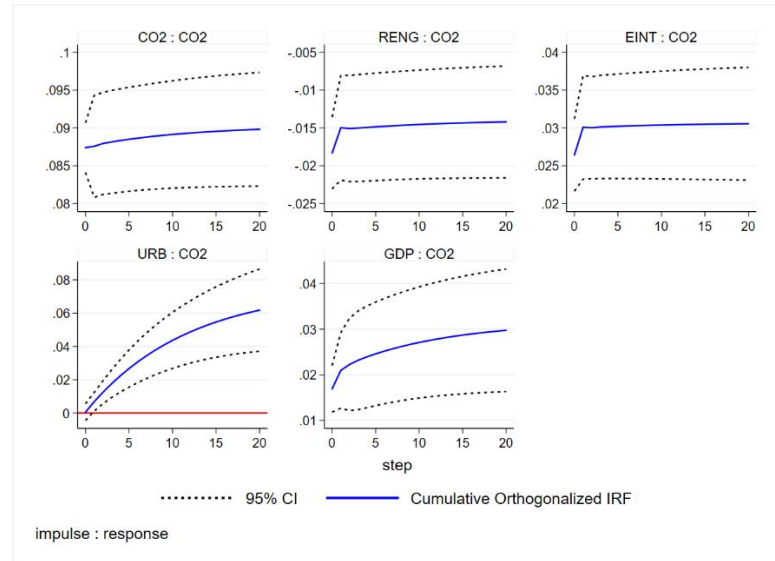 CO2 : CO2
RENG : CO2
EINT : CO2
.1
.095
.09
.085
.08
0 5 10 15 20
-.005
-.01
-.015
-.02
-.025
0 5 10 15 20
.04
.035
.03
.025
.02
0 5 10 15 20
URB : CO2
GDP : CO2
.08
.06
.04
.02
0
0 5 10 15 20
.04
.03
.02
.01
0 5 10 15 20
step
95% CI
Cumulative Orthogonalized IRF
impulse : response